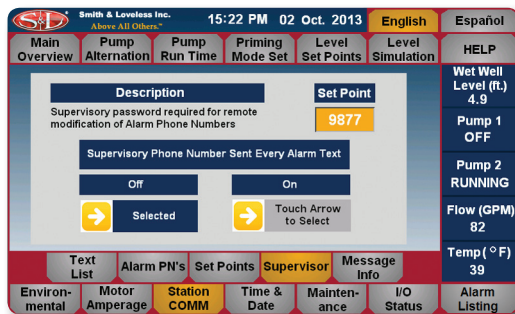 S&L
Smith & Loveless Inc.
Above All Others.™
15:22 PM 02 Oct. 2013
English
Español
Main Overview
Pump Alternation
Pump Run Time
Priming Mode Set
Level Set Points
Level Simulation
HELP
Description
Set Point
Supervisory password required for remote
modification of Alarm Phone Numbers
9877
Supervisory Phone Number Sent Every Alarm Text
Off
On
Selected
Touch Arrow
to Select
Wet Well
Level (ft.)
4.9
Pump 1
OFF
Pump 2
RUNNING
Flow (GPM)
82
Temp( °F)
39
Text
List
Alarm PN's
Set Points
Supervisor
Message
Info
Environ-
mental
Motor
Amperage
Station
COMM
Time &
Date
Mainten-
ance
I/O
Status
Alarm
Listing